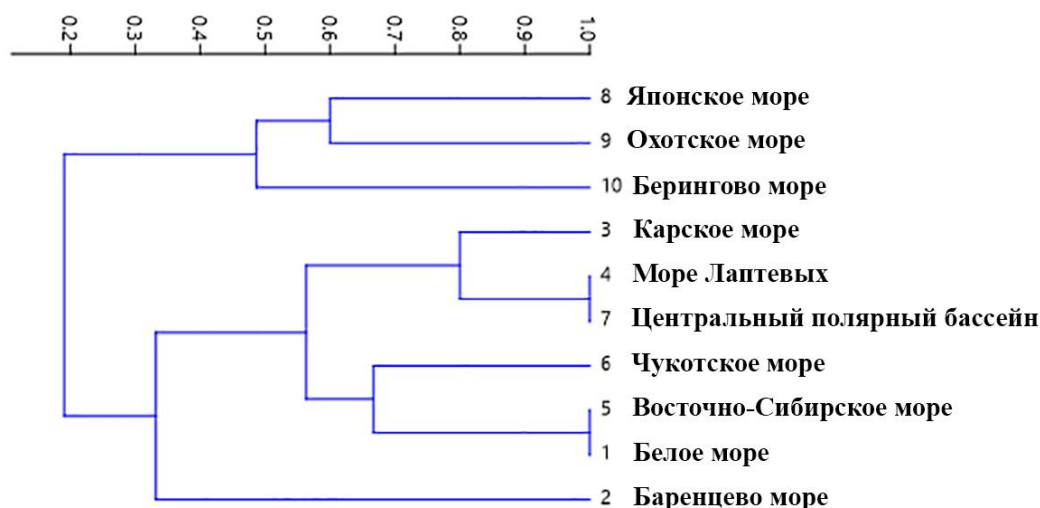 0.2 0.3 0.4 0.5 0.6 0.7 0.8 0.9 1.0
8 Японское море
9 Охотское море
10 Берингово море
3 Карское море
4 Море Лаптевых
7 Центральный полярный бассейн
6 Чукотское море
5 Восточно-Сибирское море
1 Белое море
2 Баренцево море